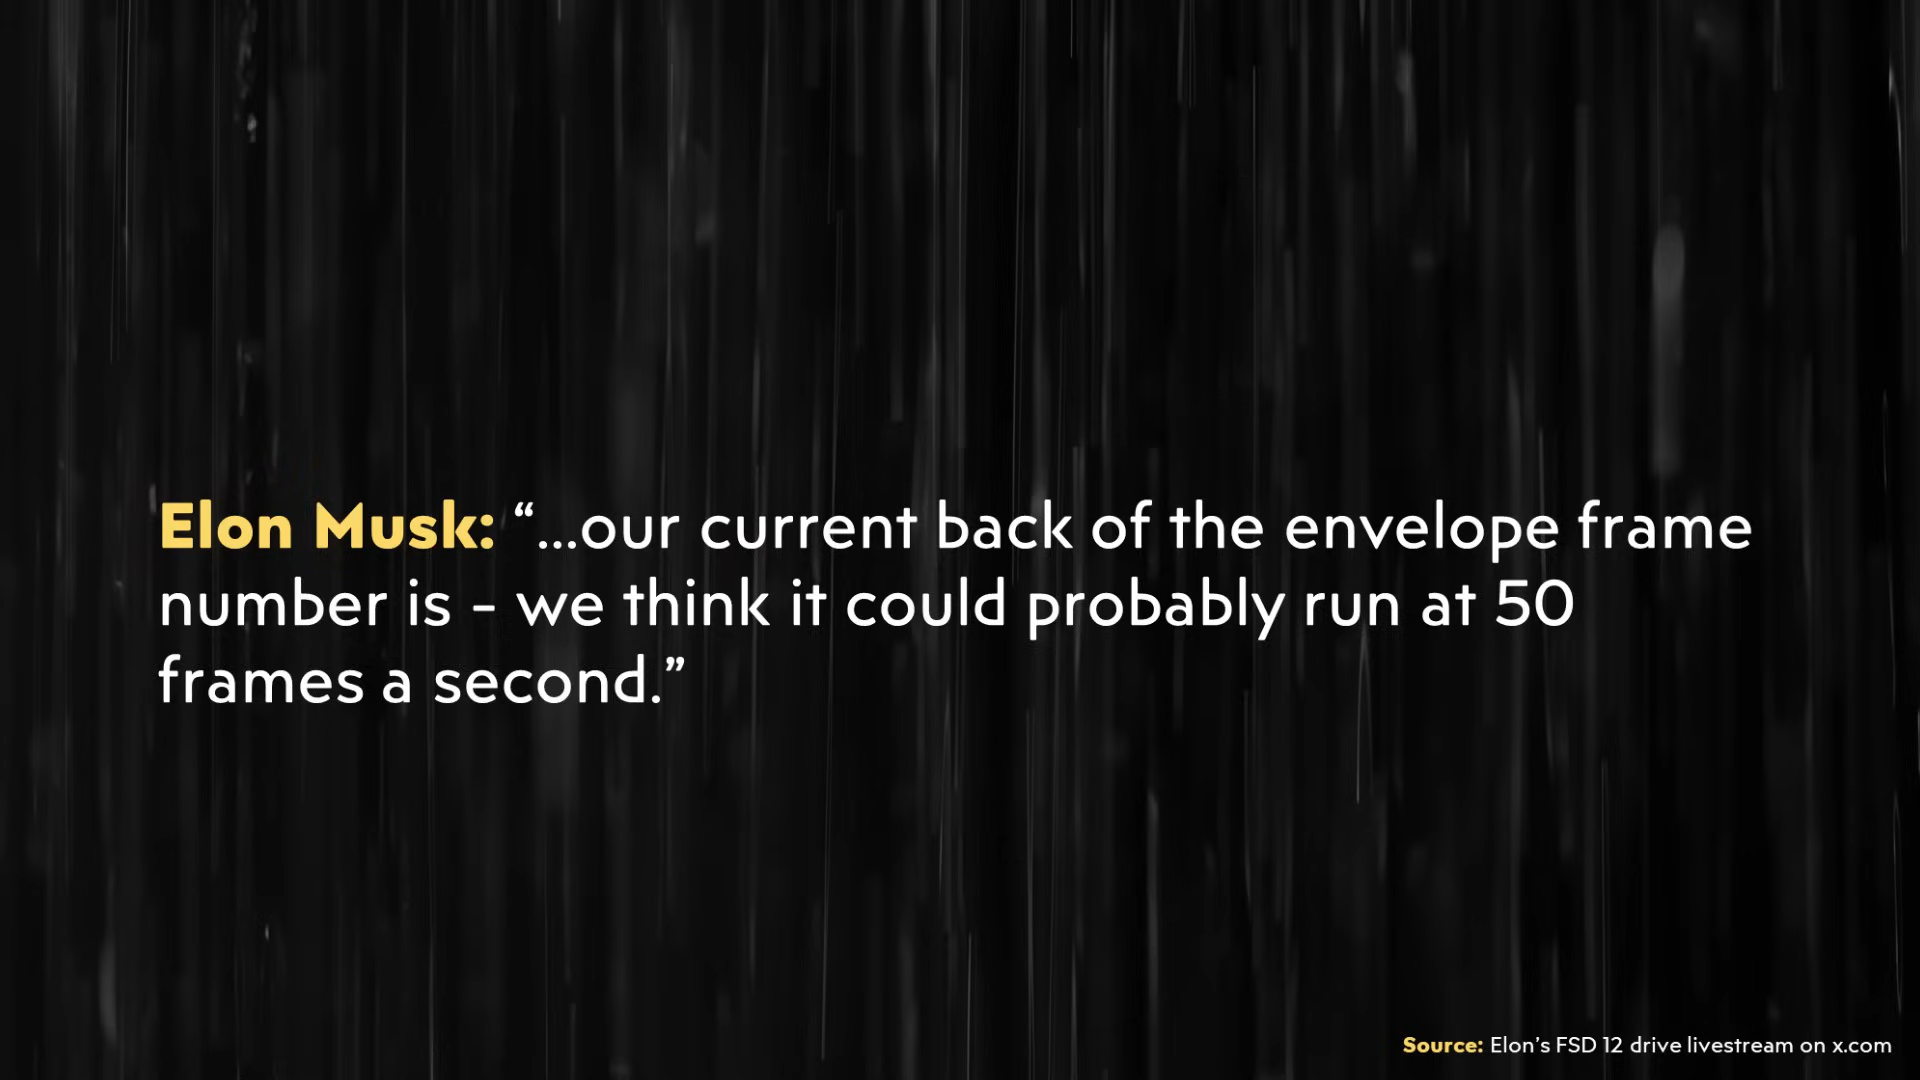 Elon Musk: “...our current back of the envelope frame
number is - we think it could probably run at 50
frames a second.”
Source: Elon’s FSD 12 drive livestream on x.com